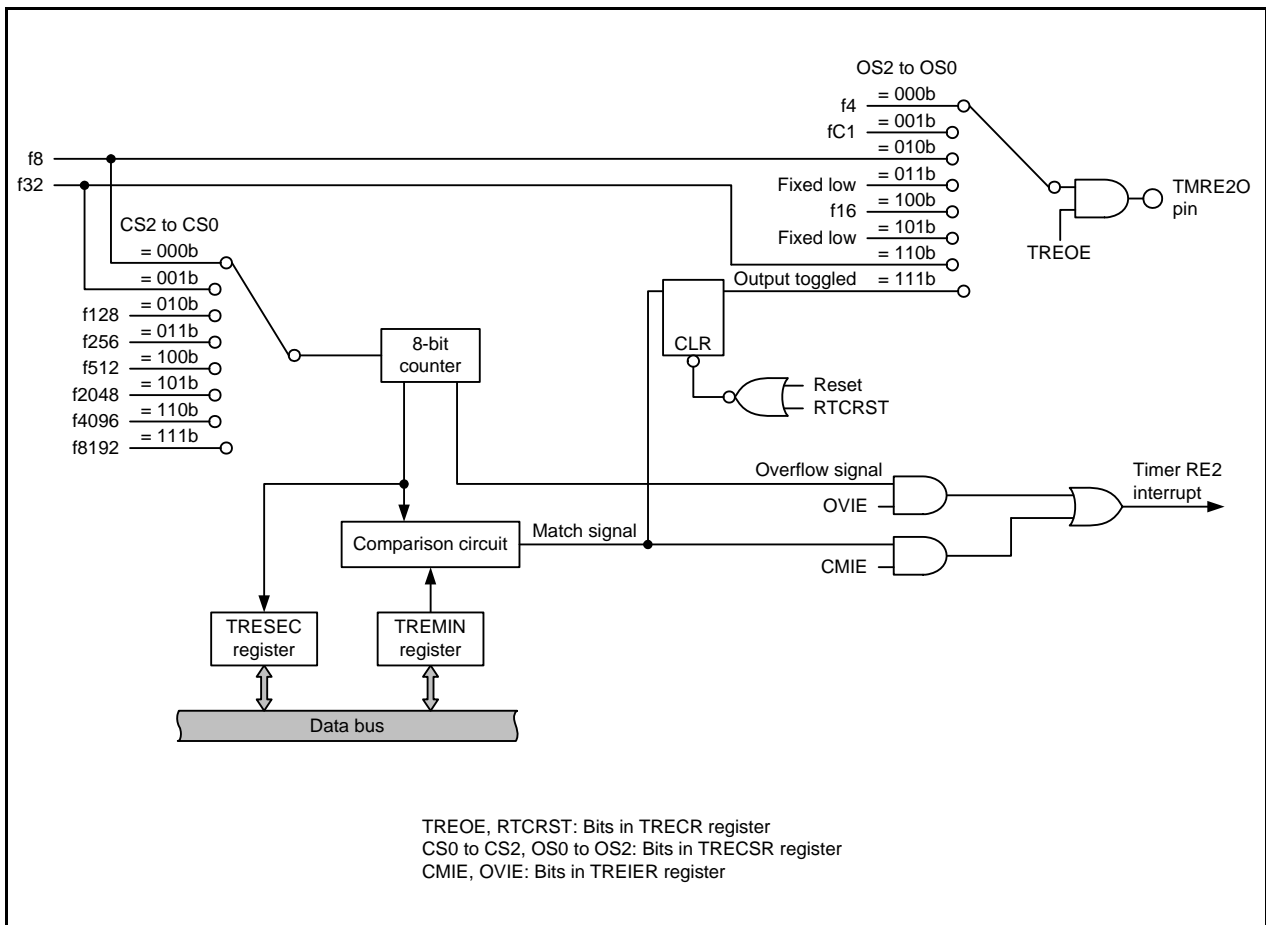 OS2 to OS0
f4 = 000b
fC1 = 001b
f8 = 010b
f32
Fixed low = 011b
f16 = 100b
Fixed low = 101b
= 110b
Output toggled = 111b
TMRE2O
pin
TREOE
CS2 to CS0
= 000b
= 001b
f128 = 010b
f256 = 011b
f512 = 100b
f2048 = 101b
f4096 = 110b
f8192 = 111b
8-bit
counter
CLR
Reset
RTCRST
Overflow signal
OVIE
Timer RE2
interrupt
Comparison circuit
Match signal
CMIE
TRESEC
register
TREMIN
register
Data bus
TREOE, RTCRST: Bits in TRECR register
CS0 to CS2, OS0 to OS2: Bits in TRECSR register
CMIE, OVIE: Bits in TREIER register